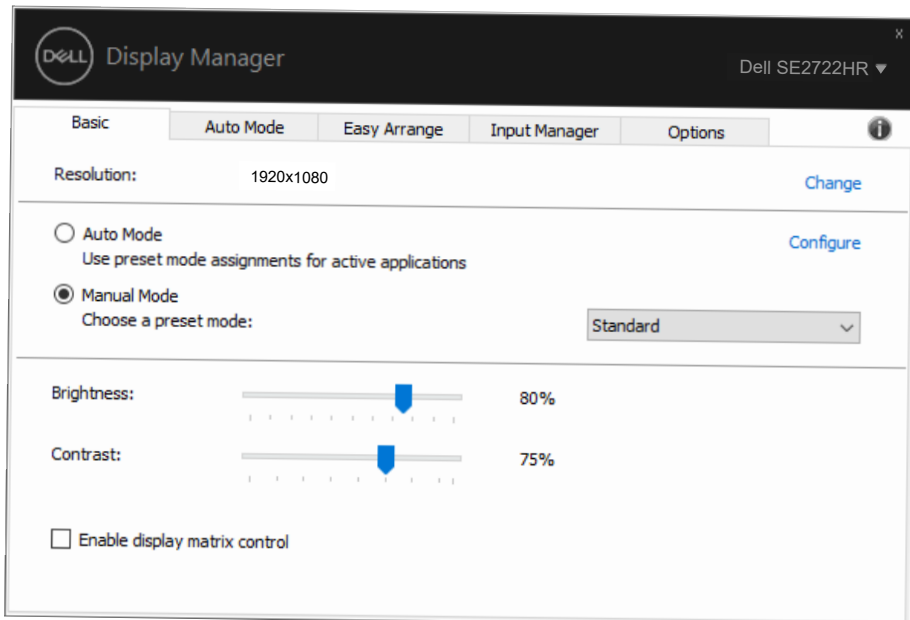 DELL Display Manager
x
Dell SE2722HR
Basic Auto Mode Easy Arrange Input Manager Options i
Resolution: 1920x1080 Change
Auto Mode Configure
Use preset mode assignments for active applications
Manual Mode
Choose a preset mode: Standard
Brightness: 80%
Contrast: 75%
Enable display matrix control